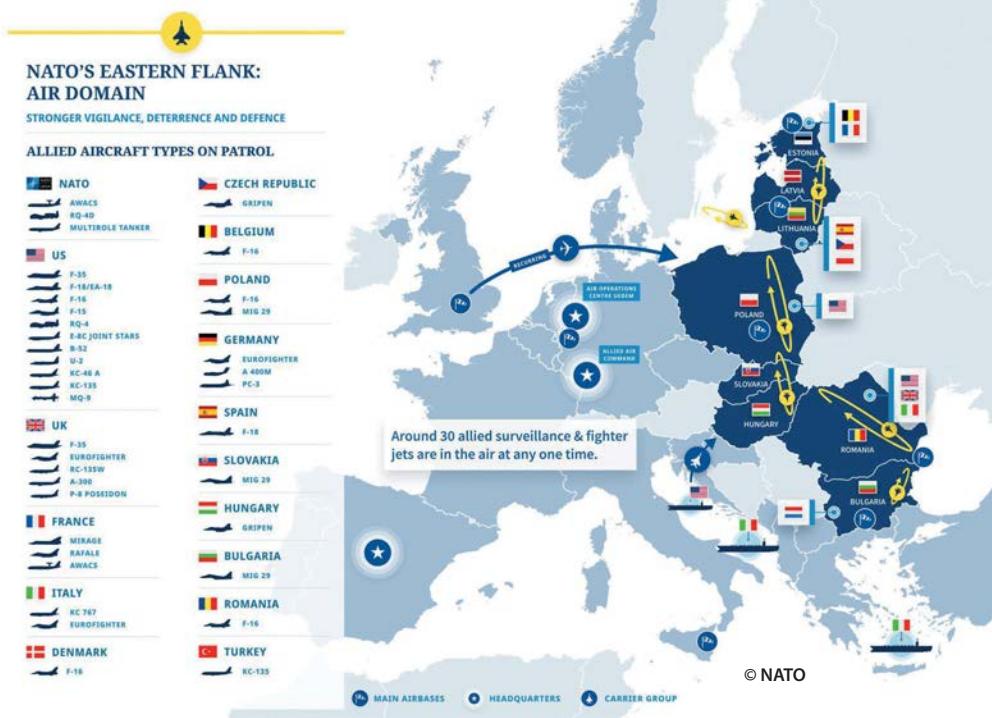 NATO'S EASTERN FLANK:
AIR DOMAIN
STRONGER VIGILANCE, DETERRENCE AND DEFENCE
ALLIED AIRCRAFT TYPES ON PATROL
NATO
AWACS
RQ-4D
MULTIROLE TANKER
US
F-35
F-18/EA-18
F-16
F-15
RQ-4
E-8C JOINT STARS
B-52
U-2
KC-46 A
KC-135
MQ-9
UK
F-35
EUROFIGHTER
RC-135W
A-300
P-8 POSEIDON
FRANCE
MIRAGE
RAFALE
AWACS
ITALY
KC 767
EUROFIGHTER
DENMARK
F-16
CZECH REPUBLIC
GRIPEN
BELGIUM
F-16
POLAND
F-16
MIG 29
GERMANY
EUROFIGHTER
A 400M
PC-3
SPAIN
F-18
SLOVAKIA
MIG 29
HUNGARY
GRIPEN
BULGARIA
MIG 29
ROMANIA
F-16
TURKEY
KC-135
ESTONIA
LATVIA
LITHUANIA
RECURRING
AIR OPERATIONS
CENTRE UEDEM
POLAND
ALLIED AIR
COMMAND
SLOVAKIA
HUNGARY
Around 30 allied surveillance & fighter
jets are in the air at any one time.
ROMANIA
BULGARIA
© NATO
MAIN AIRBASES
HEADQUARTERS
CARRIER GROUP